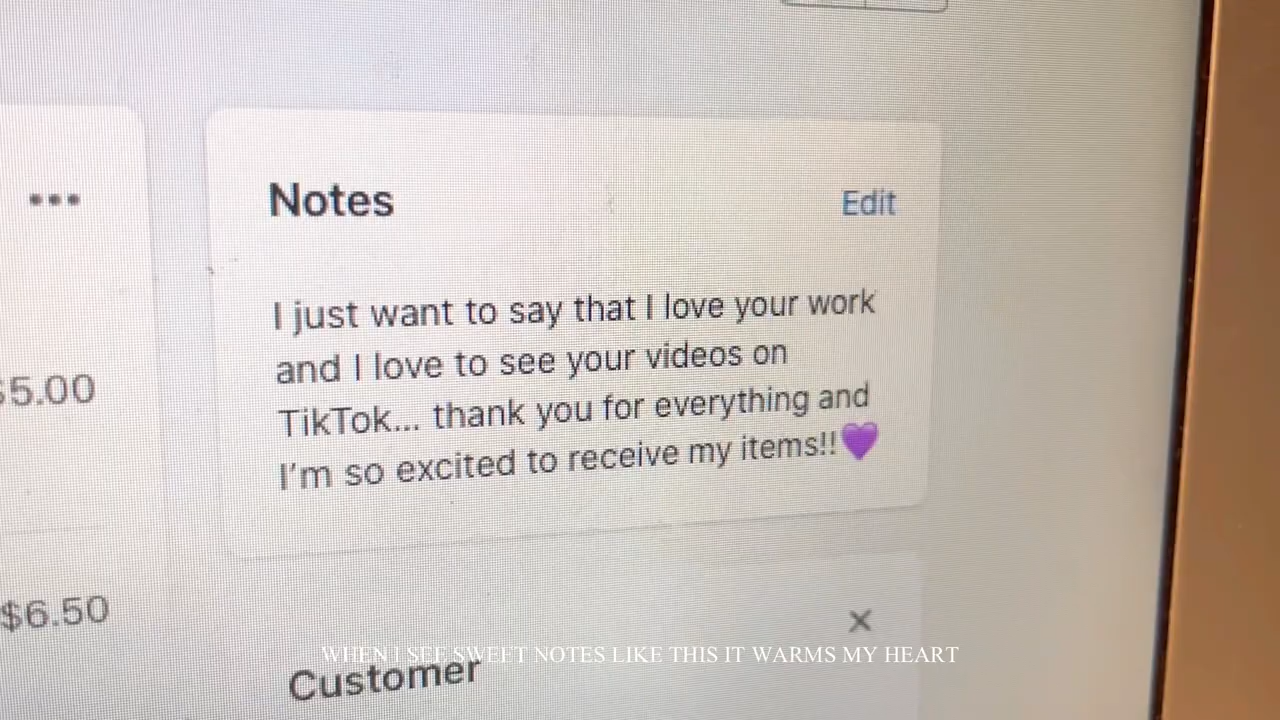 •••
Notes
Edit
I just want to say that I love your work
and I love to see your videos on
TikTok... thank you for everything and
I'm so excited to receive my items!!💜
$5.00
$6.50
WHEN I SEE SWEET NOTES LIKE THIS IT WARMS MY HEART
Customer